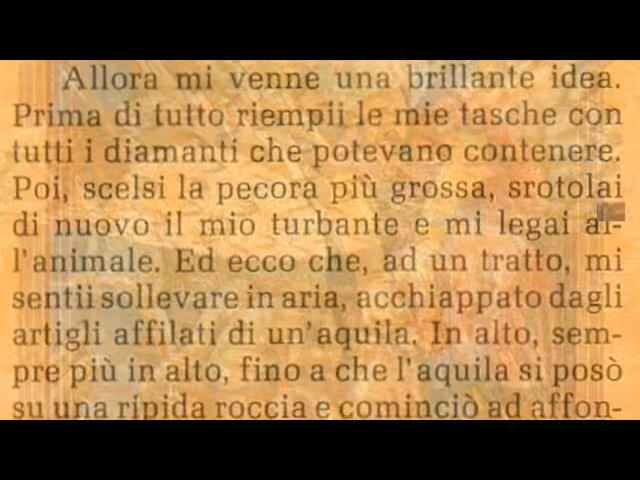 Allora mi venne una brillante idea.
Prima di tutto riempii le mie tasche con
tutti i diamanti che potevano contenere.
Poi, scelsi la pecora più grossa, srotolai
di nuovo il mio turbante e mi legai al-
l'animale. Ed ecco che, ad un tratto, mi
sentii sollevare in aria, acchiappato dagli
artigli affilati di un'aquila. In alto, sem-
pre più in alto, fino a che l'aquila si posò
su una ripida roccia e cominciò ad affon-